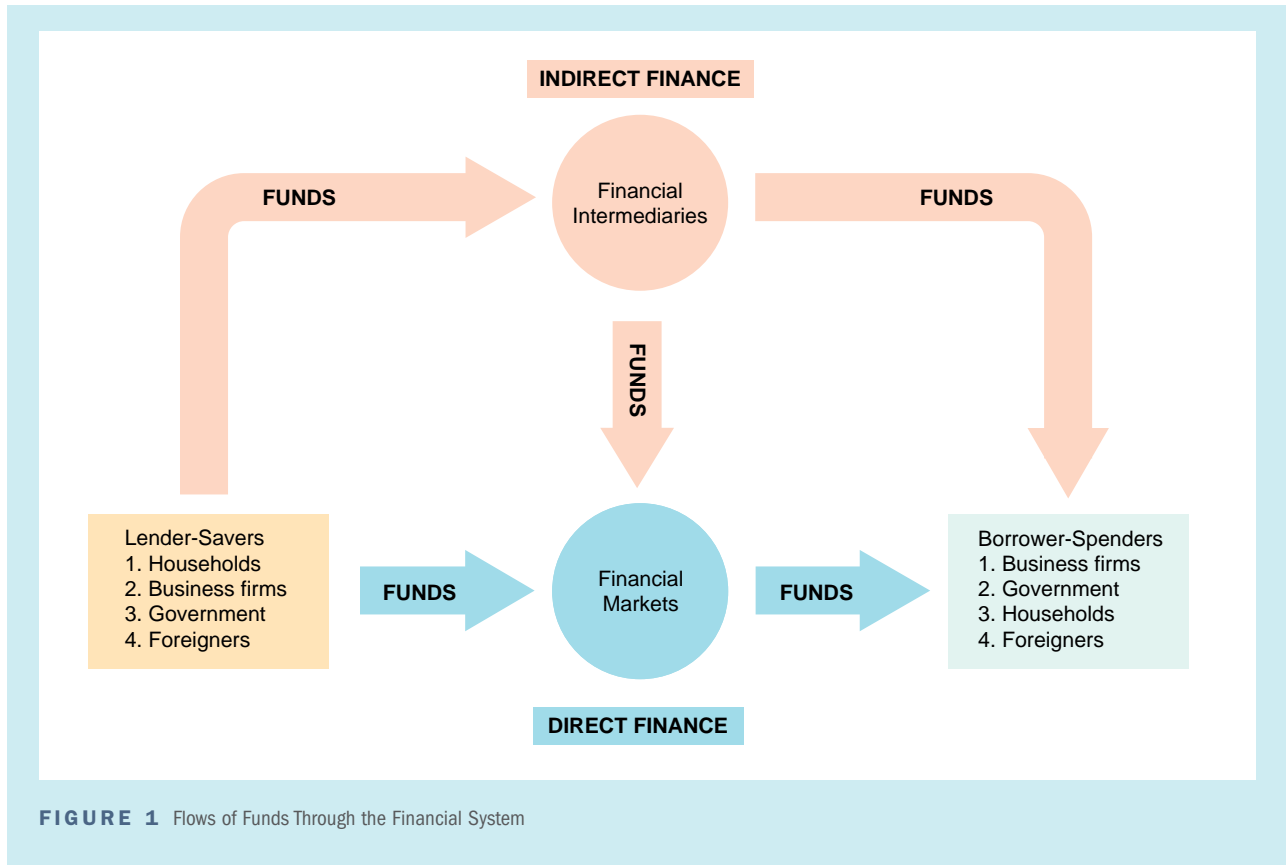 INDIRECT FINANCE
FUNDS
Financial
Intermediaries
FUNDS
FUNDS
Lender-Savers
1. Households
2. Business firms
3. Government
4. Foreigners
FUNDS
Financial
Markets
FUNDS
Borrower-Spenders
1. Business firms
2. Government
3. Households
4. Foreigners
DIRECT FINANCE
FIGURE 1 Flows of Funds Through the Financial System